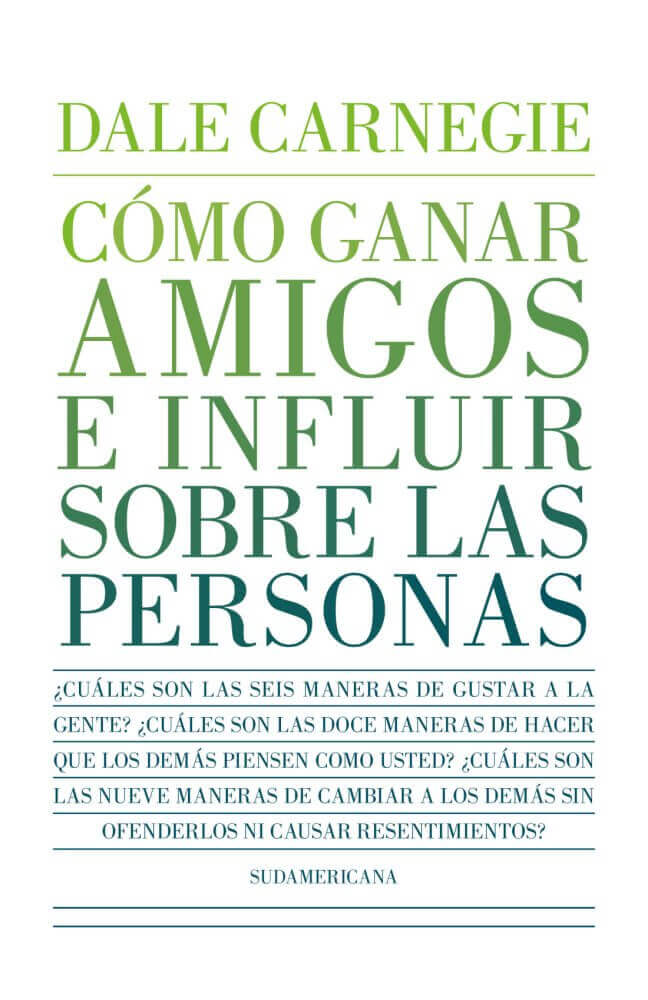 DALE CARNEGIE
CÓMO GANAR
AMIGOS
E INFLUIR
SOBRE LAS
PERSONAS
¿CUÁLES SON LAS SEIS MANERAS DE GUSTAR A LA
GENTE? ¿CUÁLES SON LAS DOCE MANERAS DE HACER
QUE LOS DEMÁS PIENSEN COMO USTED? ¿CUÁLES SON
LAS NUEVE MANERAS DE CAMBIAR A LOS DEMÁS SIN
OFENDERLOS NI CAUSAR RESENTIMIENTOS?
SUDAMERICANA